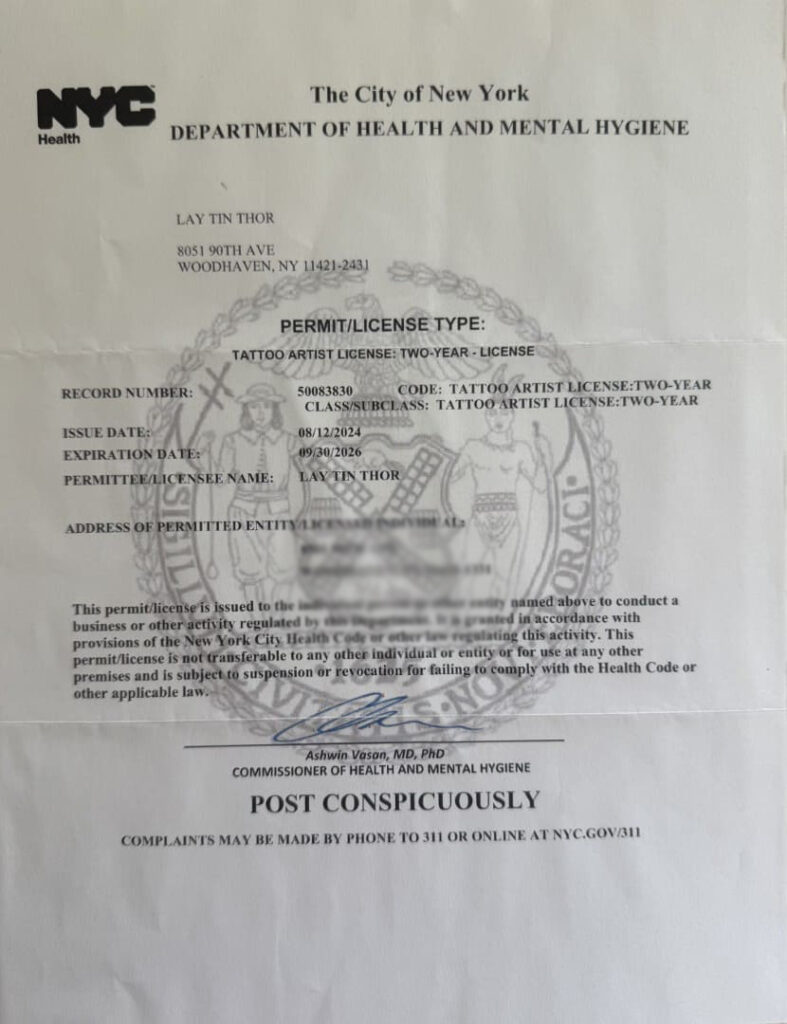 NYC
Health
The City of New York
DEPARTMENT OF HEALTH AND MENTAL HYGIENE
LAY TIN THOR
8051 90TH AVE
WOODHAVEN, NY 11421-2431
PERMIT/LICENSE TYPE:
TATTOO ARTIST LICENSE: TWO-YEAR - LICENSE
RECORD NUMBER: 50083830 CODE: TATTOO ARTIST LICENSE:TWO-YEAR
CLASS/SUBCLASS: TATTOO ARTIST LICENSE:TWO-YEAR
ISSUE DATE: 08/12/2024
EXPIRATION DATE: 09/30/2026
PERMITTEE/LICENSEE NAME: LAY TIN THOR
ADDRESS OF PERMITTED ENTITY/LICENSED INDIVIDUAL:
This permit/license is issued to the individual named above to conduct a
business or other activity regulated by this Department. It is granted in accordance with
provisions of the New York City Health Code or other law regulating this activity. This
permit/license is not transferable to any other individual or entity or for use at any other
premises and is subject to suspension or revocation for failing to comply with the Health Code or
other applicable law.
Ashwin Vasan, MD, PhD
COMMISSIONER OF HEALTH AND MENTAL HYGIENE
POST CONSPICUOUSLY
COMPLAINTS MAY BE MADE BY PHONE TO 311 OR ONLINE AT NYC.GOV/311